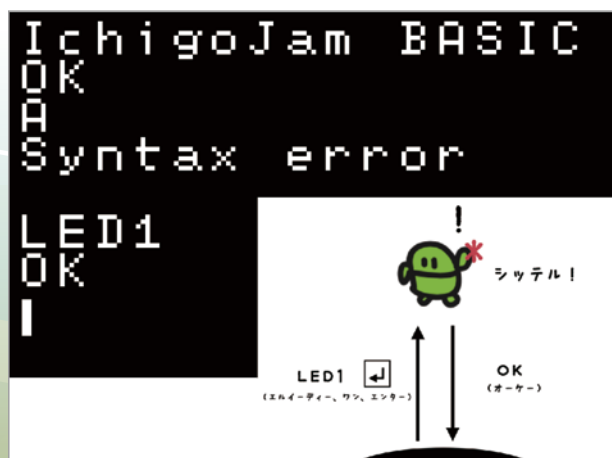 IchigoJam BASIC
OK
A
Syntax error
LED1
OK
!
シッテル!
LED1 ↲
(エルイーディー、ワン、エンター)
OK
(オーケー)